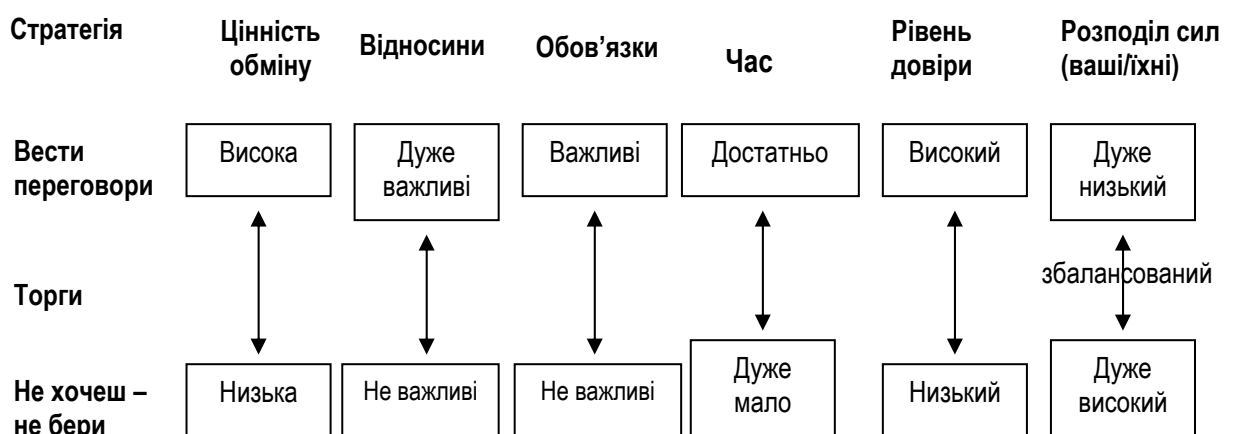 Стратегія
Цінність
обміну
Відносини
Обов’язки
Час
Рівень
довіри
Розподіл сил
(ваші/їхні)
Вести
переговори
Висока
Дуже
важливі
Важливі
Достатньо
Високий
Дуже
низький
Торги
збалансований
Не хочеш –
не бери
Низька
Не важливі
Не важливі
Дуже
мало
Низький
Дуже
високий